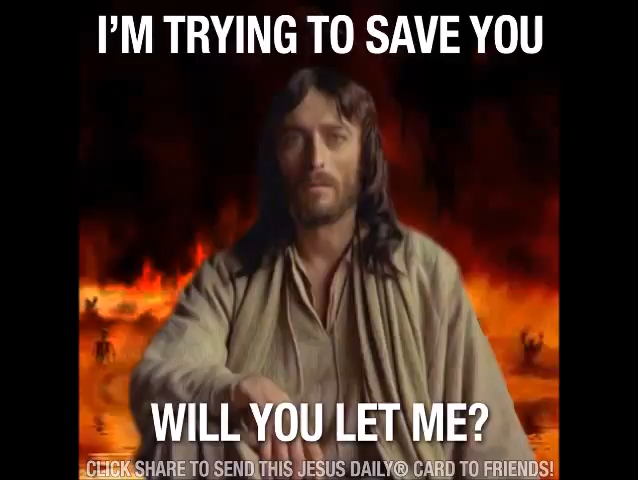 I'M TRYING TO SAVE YOU
WILL YOU LET ME?
CLICK SHARE TO SEND THIS JESUS DAILY® CARD TO FRIENDS!